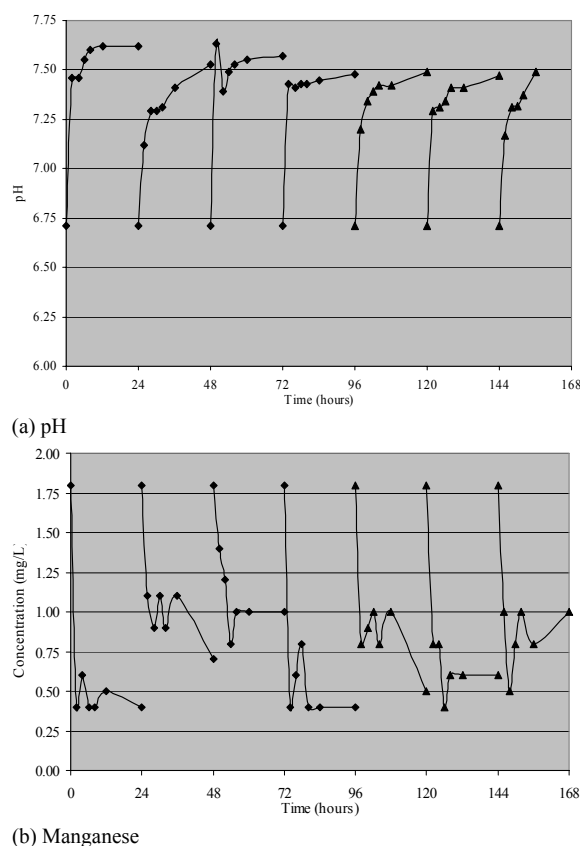 7.75
7.50
7.25
7.00
6.75
6.50
6.25
6.00
pH
0 24 48 72 96 120 144 168
Time (hours)
(a) pH
2.00
1.75
1.50
1.25
1.00
0.75
0.50
0.25
0.00
Concentration (mg/L)
0 24 48 72 96 120 144 168
Time (hours)
(b) Manganese